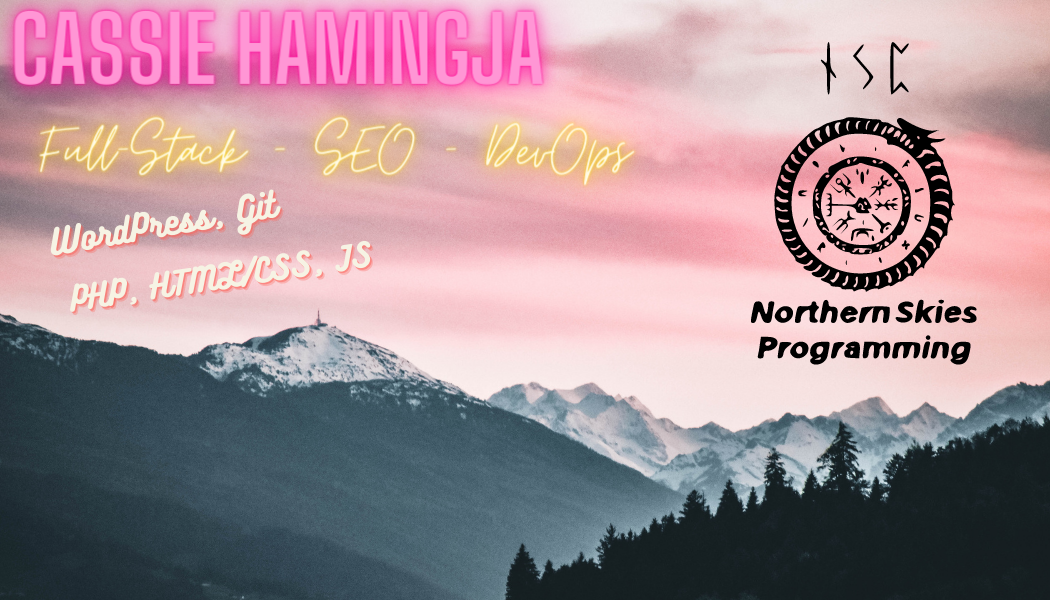 CASSIE HAMINGJA
Full-Stack - SEO - DevOps
WordPress, Git
PHP, HTML/CSS, JS
ᚾ ᛊ ᛈ
Northern Skies
Programming